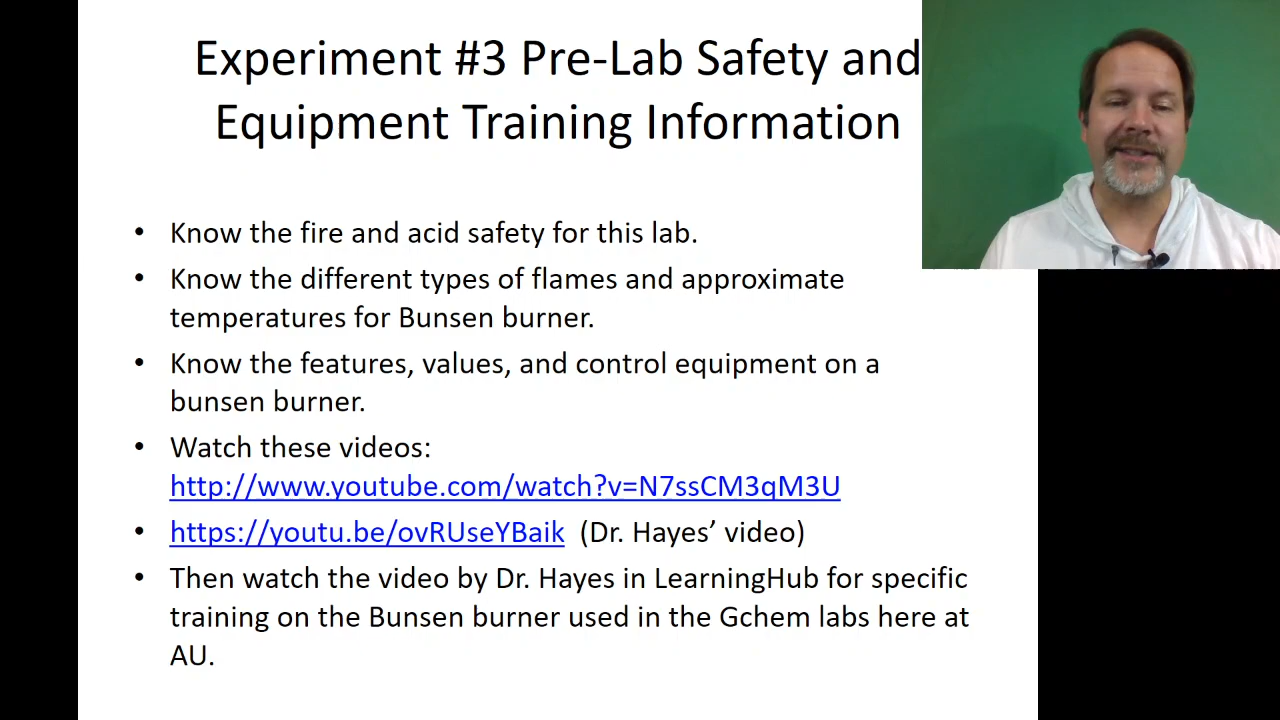 Experiment #3 Pre-Lab Safety and
Equipment Training Information
• Know the fire and acid safety for this lab.
• Know the different types of flames and approximate
temperatures for Bunsen burner.
• Know the features, values, and control equipment on a
bunsen burner.
• Watch these videos:
http://www.youtube.com/watch?v=N7ssCM3qM3U
• https://youtu.be/ovRUseYBaik (Dr. Hayes’ video)
• Then watch the video by Dr. Hayes in LearningHub for specific
training on the Bunsen burner used in the Gchem labs here at
AU.